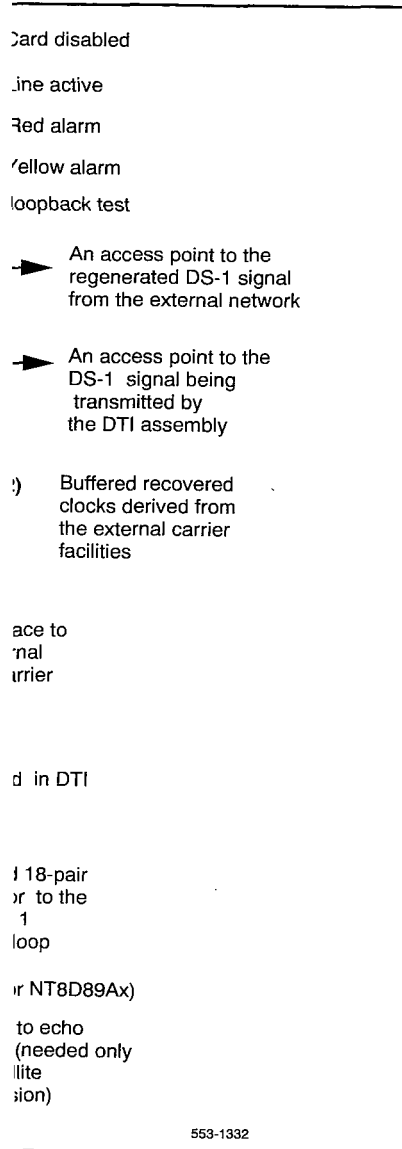 Card disabled
Line active
Red alarm
Yellow alarm
loopback test
An access point to the
regenerated DS-1 signal
from the external network
An access point to the
DS-1 signal being
transmitted by
the DTI assembly
)
Buffered recovered
clocks derived from
the external carrier
facilities
ace to
nal
rrier
d in DTI
18-pair
or to the
1
loop
or NT8D89Ax)
to echo
(needed only
llite
sion)
553-1332